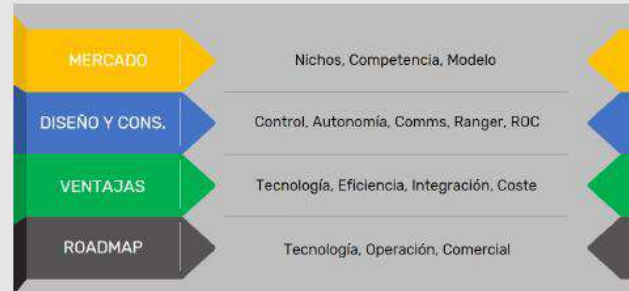 MERCADO
Nichos, Competencia, Modelo
DISEÑO Y CONS.
Control, Autonomía, Comms, Ranger, ROC
VENTAJAS
Tecnología, Eficiencia, Integración, Coste
ROADMAP
Tecnología, Operación, Comercial